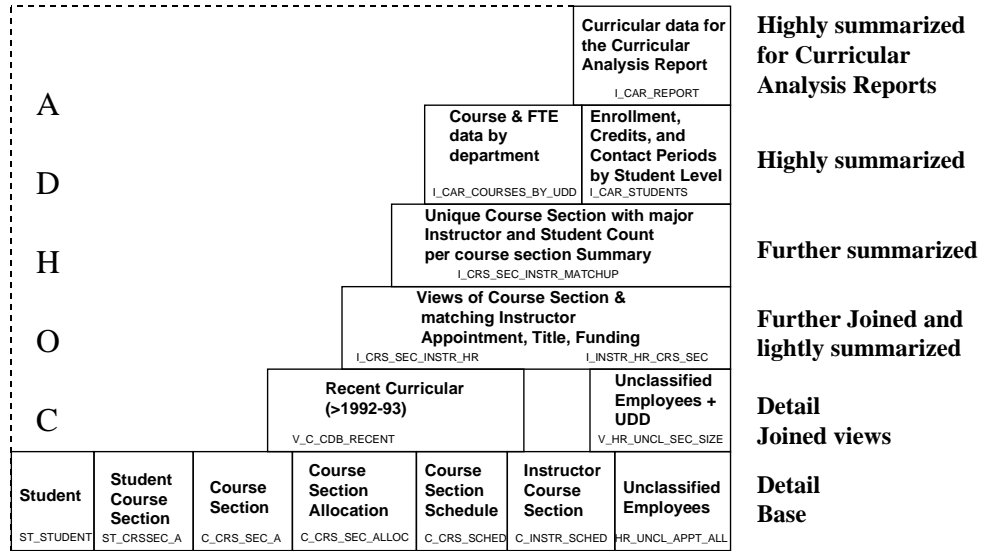 Curricular data for
the Curricular
Analysis Report
I_CAR_REPORT
Highly summarized
for Curricular
Analysis Reports
A
Course & FTE
data by
department
I_CAR_COURSES_BY_UDD
Enrollment,
Credits, and
Contact Periods
by Student Level
I_CAR_STUDENTS
Highly summarized
D
Unique Course Section with major
Instructor and Student Count
per course section Summary
I_CRS_SEC_INSTR_MATCHUP
Further summarized
H
Views of Course Section &
matching Instructor
Appointment, Title, Funding
I_CRS_SEC_INSTR_HR
I_INSTR_HR_CRS_SEC
Further Joined and
lightly summarized
O
Recent Curricular
(>1992-93)
V_C_CDB_RECENT
Unclassified
Employees +
UDD
V_HR_UNCL_SEC_SIZE
Detail
Joined views
C
Student
ST_STUDENT
Student
Course
Section
ST_CRSSEC_A
Course
Section
C_CRS_SEC_A
Course
Section
Allocation
C_CRS_SEC_ALLOC
Course
Section
Schedule
C_CRS_SCHED
Instructor
Course
Section
C_INSTR_SCHED
Unclassified
Employees
HR_UNCL_APPT_ALL
Detail
Base